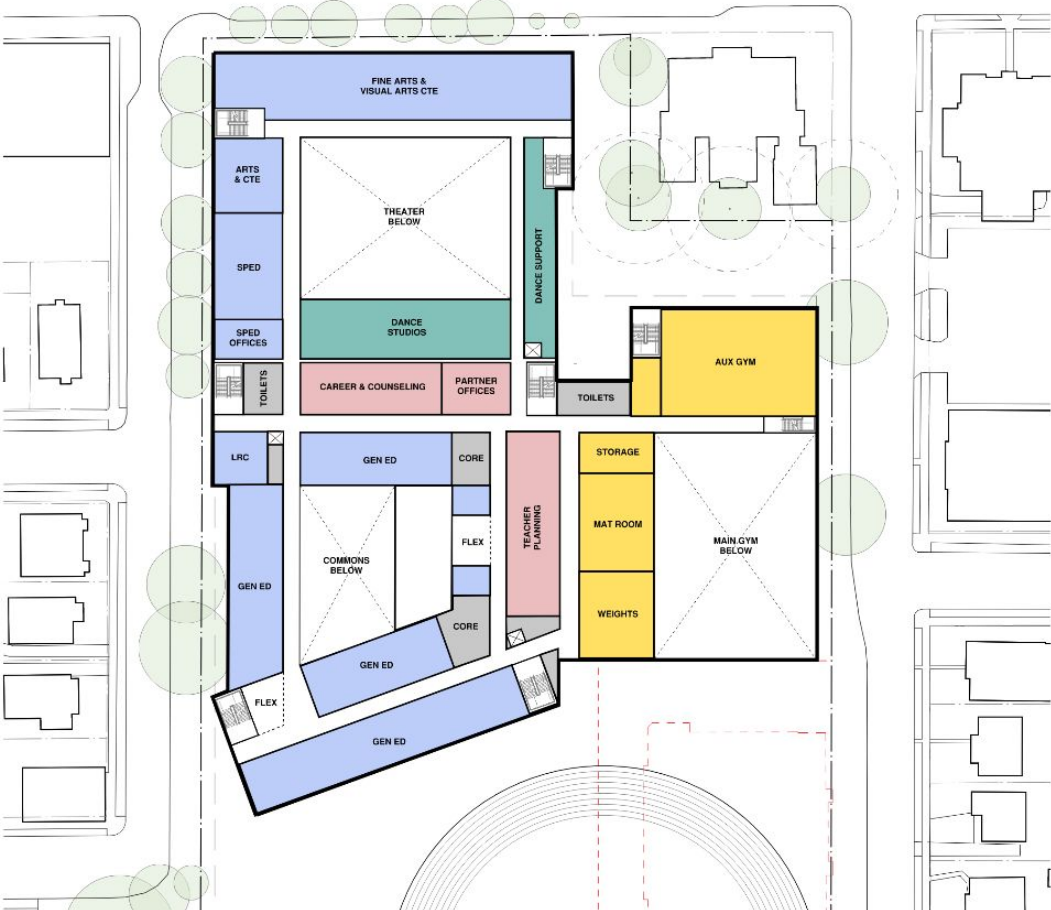 FINE ARTS &
VISUAL ARTS CTE
ARTS
& CTE
THEATER
BELOW
SPED
DANCE SUPPORT
SPED
OFFICES
DANCE
STUDIOS
AUX GYM
TOILETS
CAREER & COUNSELING
PARTNER
OFFICES
TOILETS
LRC
GEN ED
CORE
STORAGE
TEACHER
PLANNING
MAT ROOM
FLEX
MAIN GYM
BELOW
COMMONS
BELOW
GEN ED
WEIGHTS
CORE
GEN ED
FLEX
GEN ED